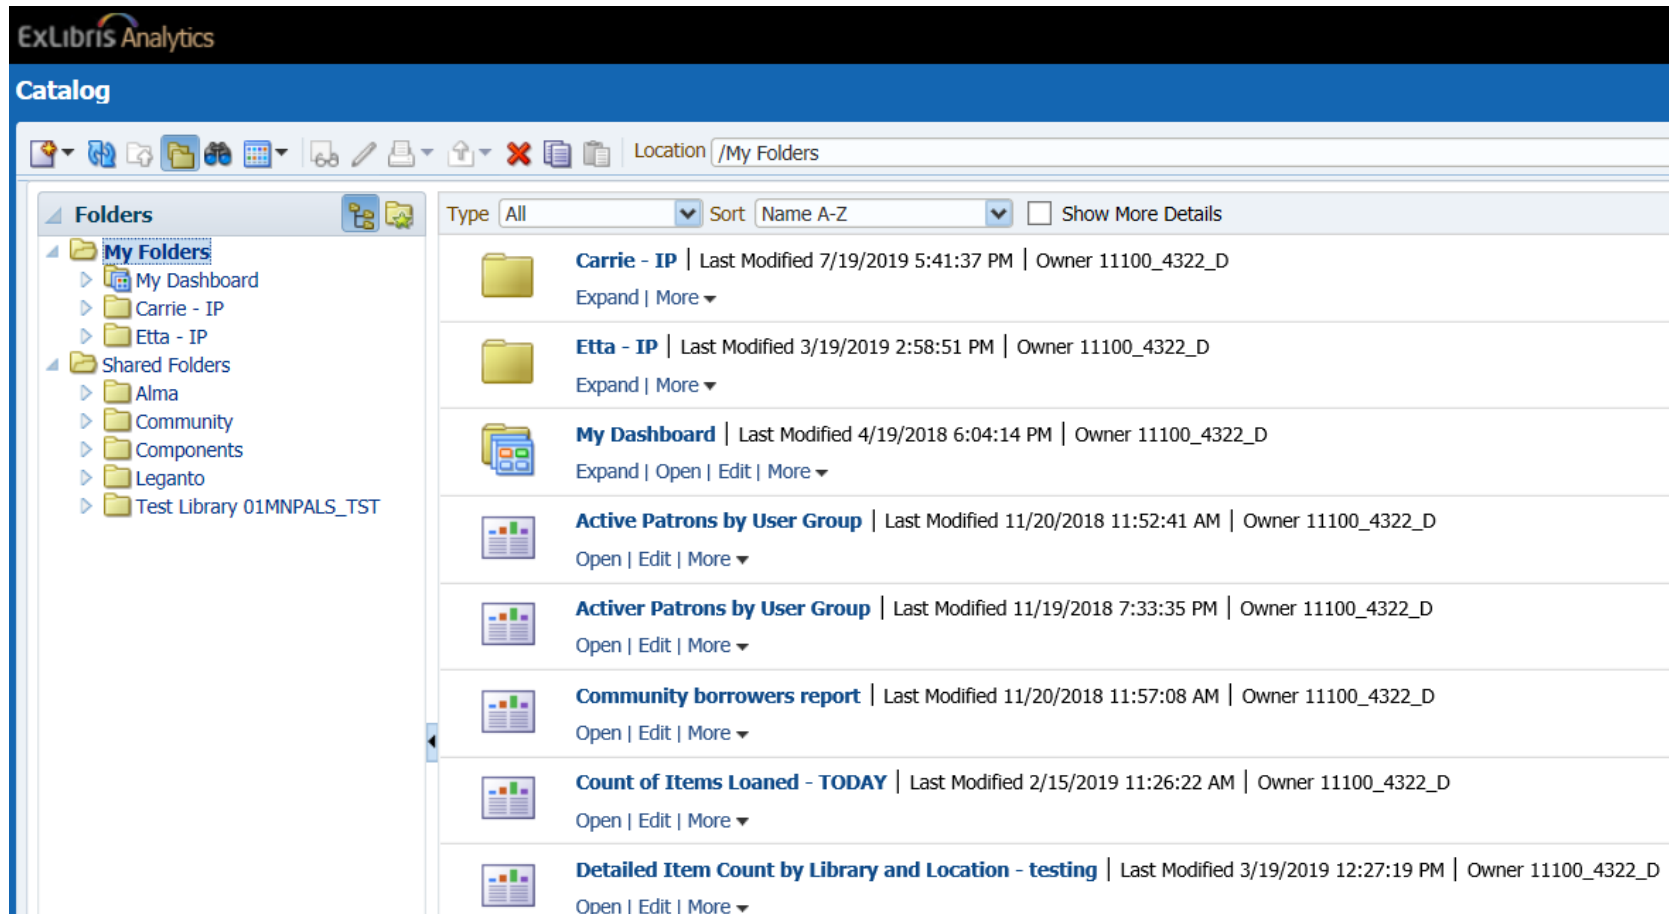 ExLibris Analytics
Catalog
Location /My Folders
Folders
Type All Sort Name A-Z Show More Details
My Folders
My Dashboard
Carrie - IP
Etta - IP
Shared Folders
Alma
Community
Components
Leganto
Test Library 01MNPALS_TST
Carrie - IP | Last Modified 7/19/2019 5:41:37 PM | Owner 11100_4322_D
Expand | More
Etta - IP | Last Modified 3/19/2019 2:58:51 PM | Owner 11100_4322_D
Expand | More
My Dashboard | Last Modified 4/19/2018 6:04:14 PM | Owner 11100_4322_D
Expand | Open | Edit | More
Active Patrons by User Group | Last Modified 11/20/2018 11:52:41 AM | Owner 11100_4322_D
Open | Edit | More
Activer Patrons by User Group | Last Modified 11/19/2018 7:33:35 PM | Owner 11100_4322_D
Open | Edit | More
Community borrowers report | Last Modified 11/20/2018 11:57:08 AM | Owner 11100_4322_D
Open | Edit | More
Count of Items Loaned - TODAY | Last Modified 2/15/2019 11:26:22 AM | Owner 11100_4322_D
Open | Edit | More
Detailed Item Count by Library and Location - testing | Last Modified 3/19/2019 12:27:19 PM | Owner 11100_4322_D
Open | Edit | More